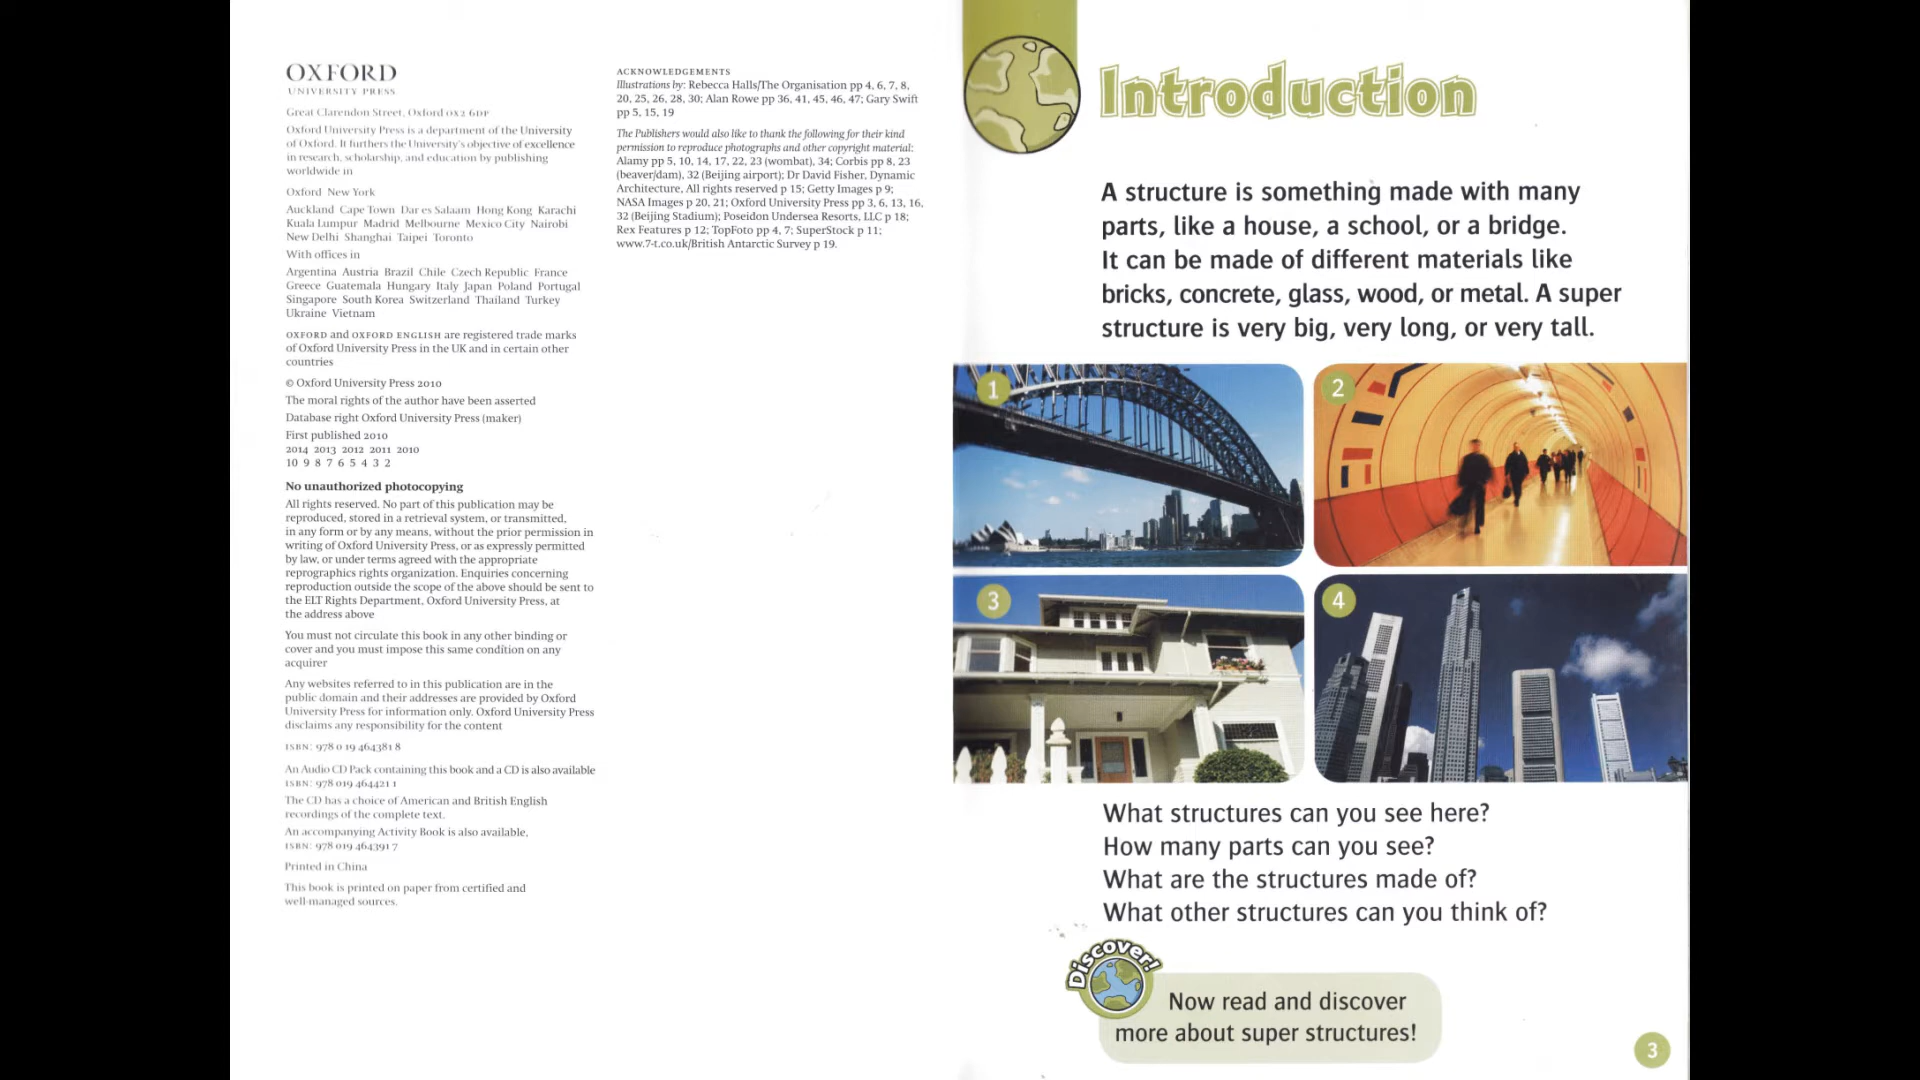 OXFORD
UNIVERSITY PRESS
Great Clarendon Street, Oxford OX2 6DP
Oxford University Press is a department of the University
of Oxford. It furthers the University's objective of excellence
in research, scholarship, and education by publishing
worldwide in
Oxford New York
Auckland Cape Town Dar es Salaam Hong Kong Karachi
Kuala Lumpur Madrid Melbourne Mexico City Nairobi
New Delhi Shanghai Taipei Toronto
With offices in
Argentina Austria Brazil Chile Czech Republic France
Greece Guatemala Hungary Italy Japan Poland Portugal
Singapore South Korea Switzerland Thailand Turkey
Ukraine Vietnam
OXFORD and OXFORD ENGLISH are registered trade marks
of Oxford University Press in the UK and in certain other
countries
© Oxford University Press 2010
The moral rights of the author have been asserted
Database right Oxford University Press (maker)
First published 2010
2014 2013 2012 2011 2010
10 9 8 7 6 5 4 3 2
No unauthorized photocopying
All rights reserved. No part of this publication may be
reproduced, stored in a retrieval system, or transmitted,
in any form or by any means, without the prior permission in
writing of Oxford University Press, or as expressly permitted
by law, or under terms agreed with the appropriate
reprographics rights organization. Enquiries concerning
reproduction outside the scope of the above should be sent to
the ELT Rights Department, Oxford University Press, at
the address above
You must not circulate this book in any other binding or
cover and you must impose this same condition on any
acquirer
Any websites referred to in this publication are in the
public domain and their addresses are provided by Oxford
University Press for information only. Oxford University Press
disclaims any responsibility for the content
ISBN: 978 0 19 464381 8
An Audio CD Pack containing this book and a CD is also available
ISBN: 978 019 464421 1
The CD has a choice of American and British English
recordings of the complete text.
An accompanying Activity Book is also available,
ISBN: 978 019 464391 7
Printed in China
This book is printed on paper from certified and
well-managed sources.
ACKNOWLEDGEMENTS
Illustrations by: Rebecca Halls/The Organisation pp 4, 6, 7, 8,
20, 25, 26, 28, 30; Alan Rowe pp 36, 41, 45, 46, 47; Gary Swift
pp 5, 15, 19
The Publishers would also like to thank the following for their kind
permission to reproduce photographs and other copyright material:
Alamy pp 5, 10, 14, 17, 22, 23 (wombat), 34; Corbis pp 8, 23
(beaver/dam), 32 (Beijing airport); Dr David Fisher, Dynamic
Architecture, All rights reserved p 15; Getty Images p 9;
NASA Images p 20, 21; Oxford University Press pp 3, 6, 13, 16,
32 (Beijing Stadium); Poseidon Undersea Resorts, LLC p 18;
Rex Features p 12; TopFoto pp 4, 7; SuperStock p 11;
www.7-t.co.uk/British Antarctic Survey p 19.
Introduction
A structure is something made with many
parts, like a house, a school, or a bridge.
It can be made of different materials like
bricks, concrete, glass, wood, or metal. A super
structure is very big, very long, or very tall.
1
2
3
4
What structures can you see here?
How many parts can you see?
What are the structures made of?
What other structures can you think of?
Discover!
Now read and discover
more about super structures!
3